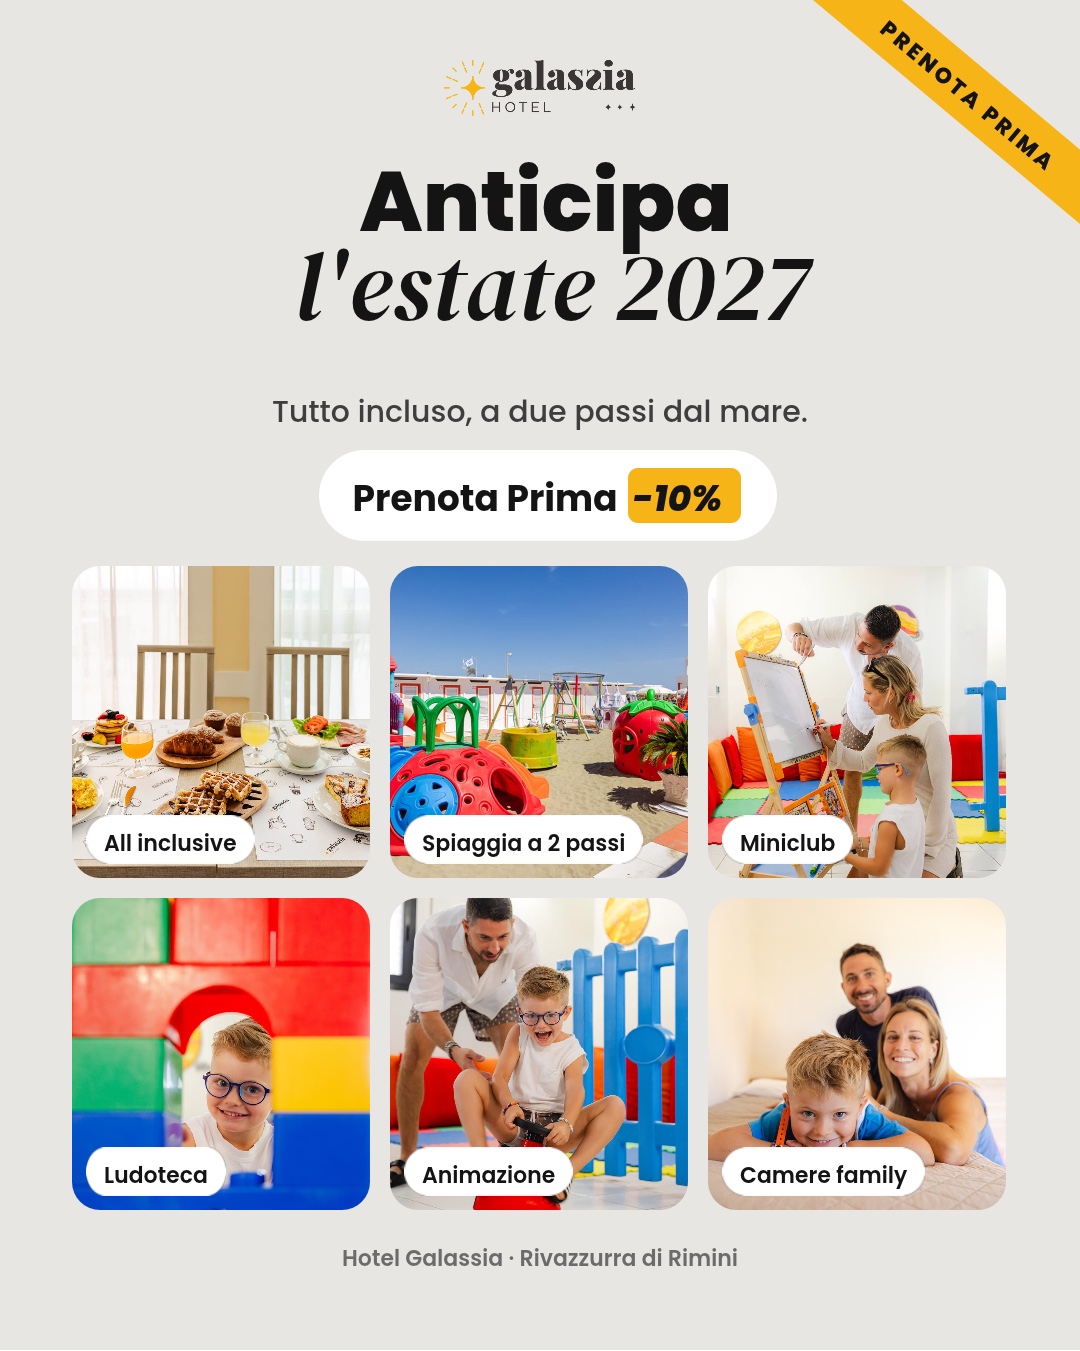 galassia
HOTEL
PRENOTA PRIMA
Anticipa
l'estate 2027
Tutto incluso, a due passi dal mare.
Prenota Prima -10%
All inclusive
Spiaggia a 2 passi
Miniclub
Ludoteca
Animazione
Camere family
Hotel Galassia · Rivazzurra di Rimini